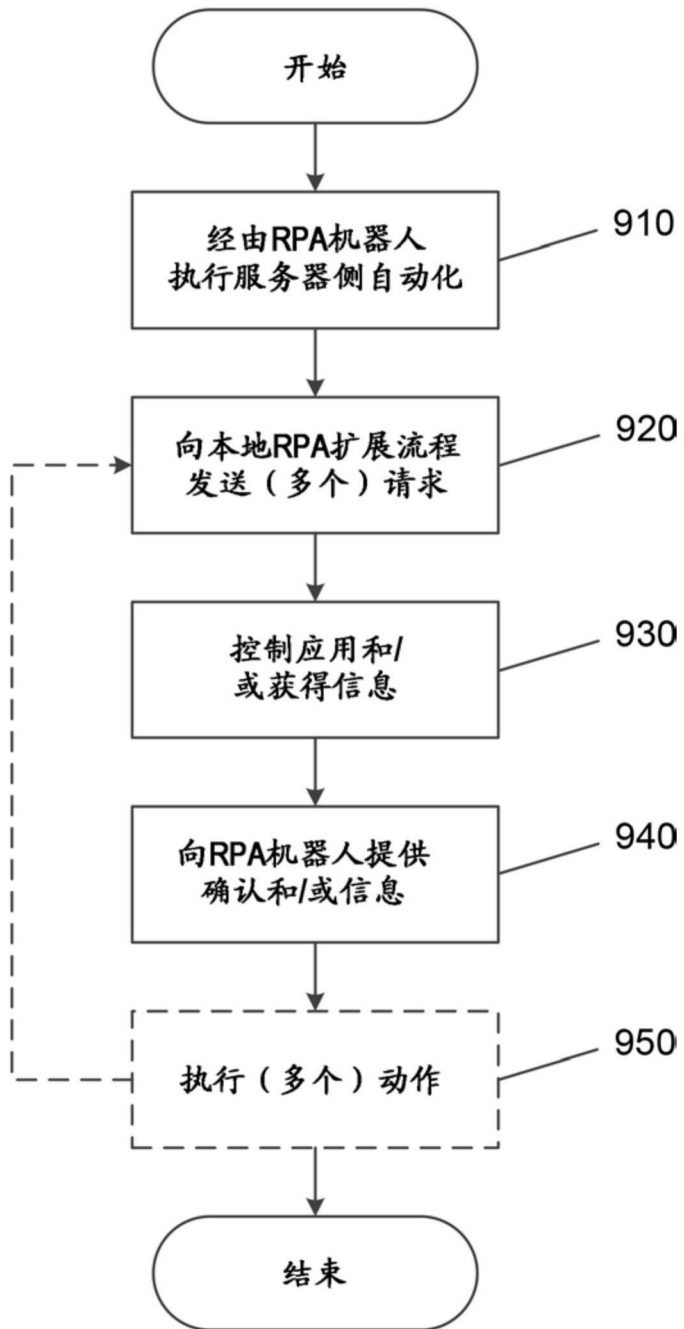 开始
经由RPA机器人
执行服务器侧自动化
910
向本地RPA扩展流程
发送（多个）请求
920
控制应用和/
或获得信息
930
向RPA机器人提供
确认和/或信息
940
执行（多个）动作
950
结束